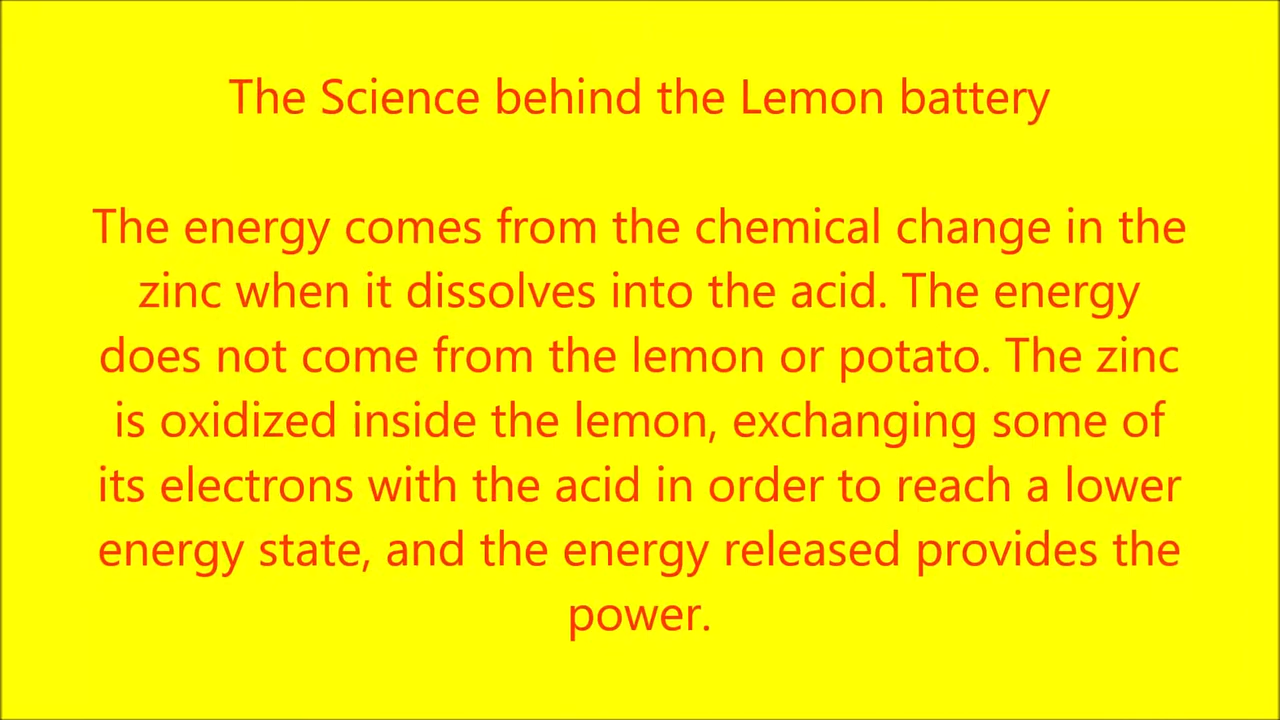 The Science behind the Lemon battery
The energy comes from the chemical change in the
zinc when it dissolves into the acid. The energy
does not come from the lemon or potato. The zinc
is oxidized inside the lemon, exchanging some of
its electrons with the acid in order to reach a lower
energy state, and the energy released provides the
power.